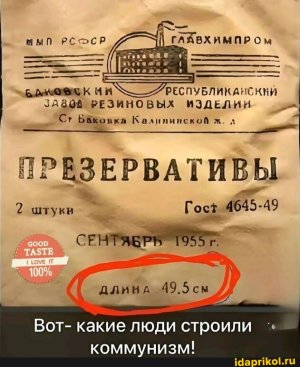 ММП РСФСР ГЛАВХИМПРОМ
БАКОВСКИЙ РЕСПУБЛИКАНСКИЙ
ЗАВОД РЕЗИНОВЫХ ИЗДЕЛИЙ
Ст Баковка Калининской ж. д
ПРЕЗЕРВАТИВЫ
2 штуки Гост 4645-49
СЕНТЯБРЬ 1955 г.
GOOD
TASTE
I LOVE IT
100%
ДЛИНА 49,5 см
Вот- какие люди строили
коммунизм!
idaprikol.ru